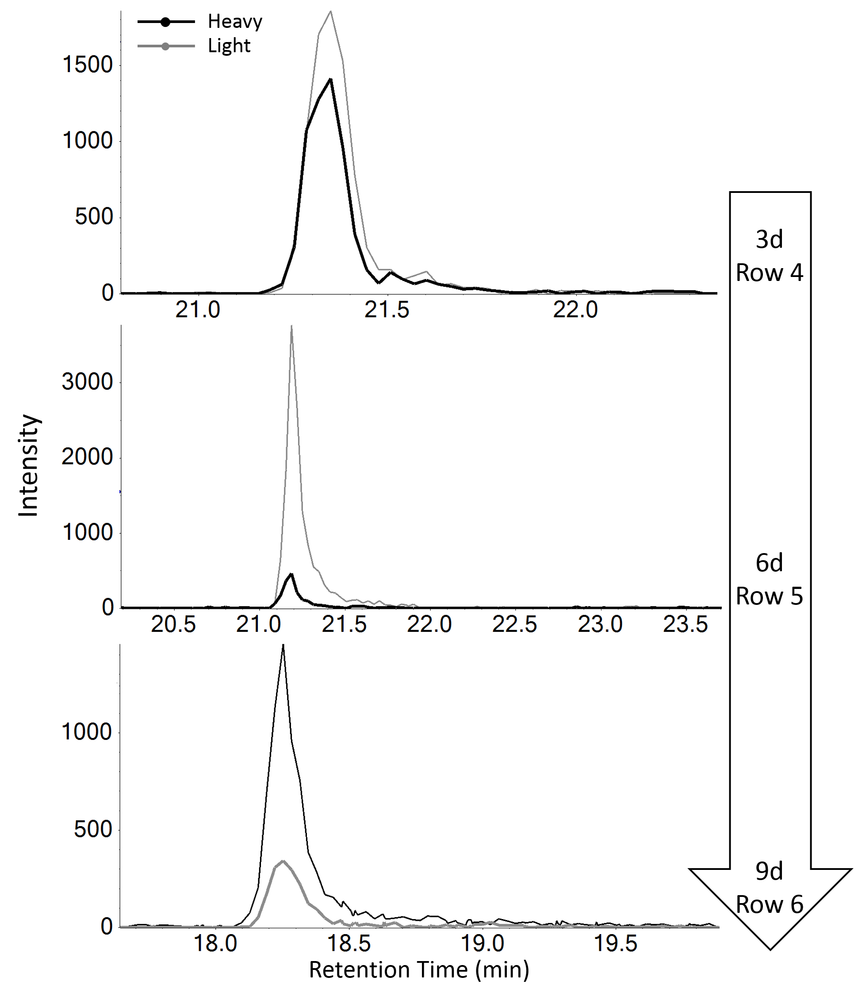 Heavy
Light
1500
1000
500
0
21.0 21.5 22.0
3d
Row 4
3000
2000
1000
0
20.5 21.0 21.5 22.0 22.5 23.0 23.5
6d
Row 5
Intensity
1000
500
0
18.0 18.5 19.0 19.5
9d
Row 6
Retention Time (min)